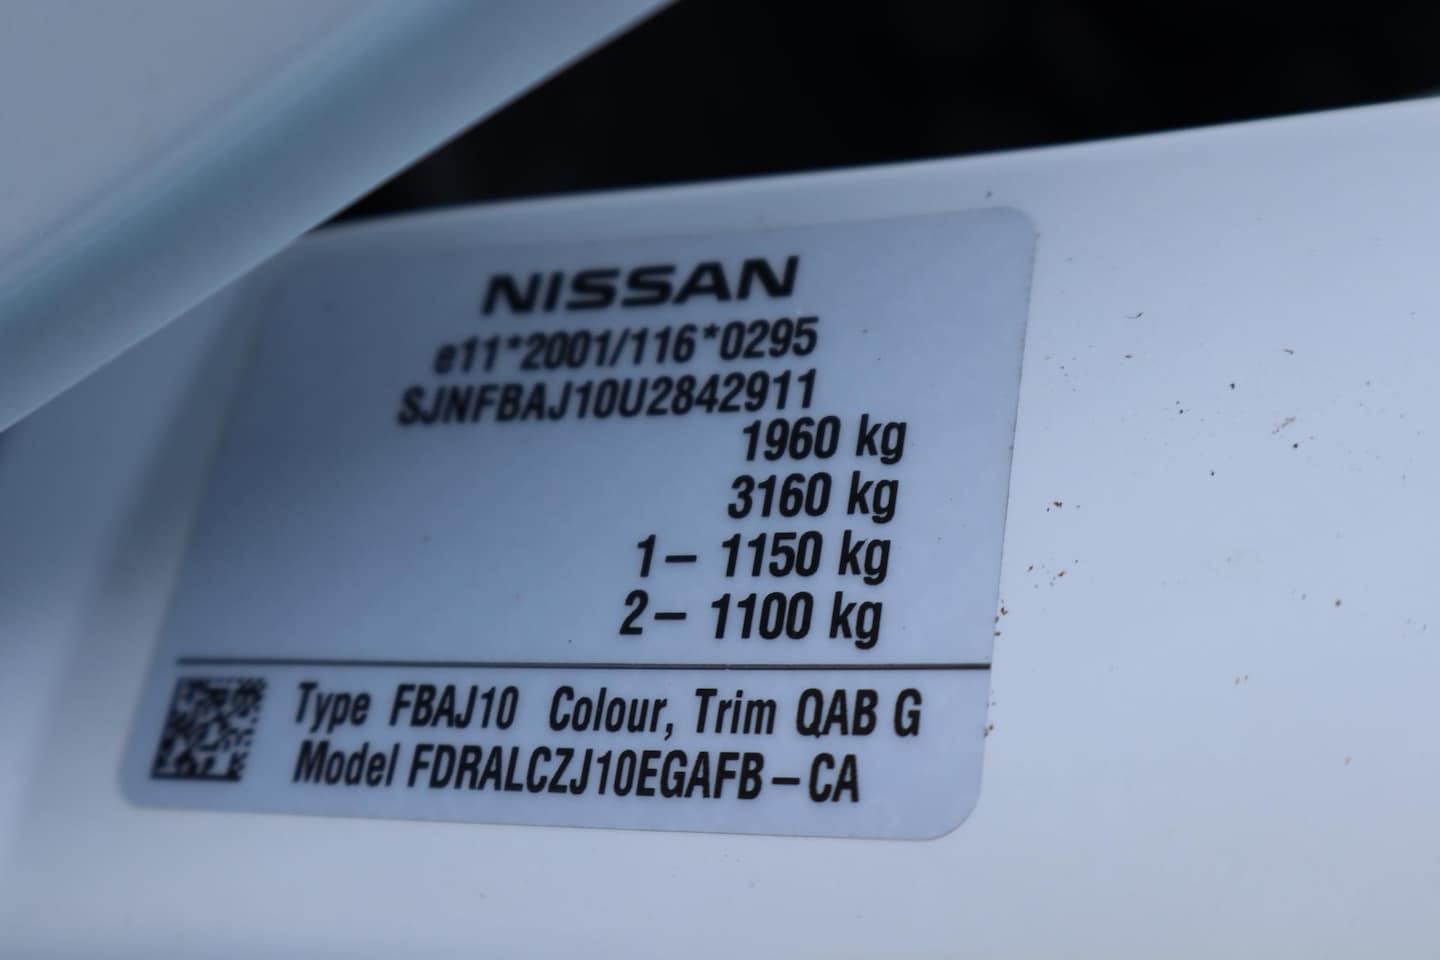 NISSAN
e11*2001/116*0295
SJNFBAJ10U2842911
1960 kg
3160 kg
1– 1150 kg
2– 1100 kg
Type FBAJ10 Colour, Trim QAB G
Model FDRALCZJ10EGAFB–CA